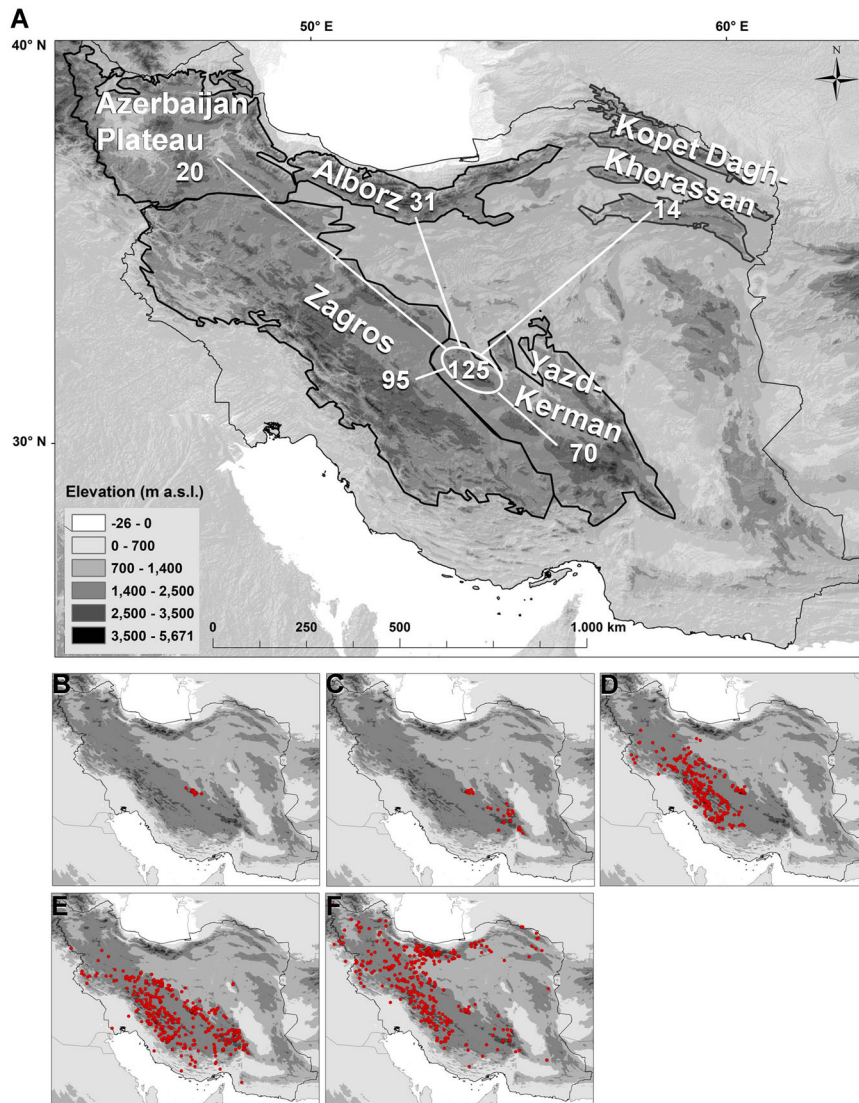 A
50° E
60° E
40° N
N
Azerbaijan
Plateau
20
Alborz 31
Kopet Dagh-
Khorassan
14
Zagros
95
125
Yazd-
Kerman
70
30° N
Elevation (m a.s.l.)
-26 - 0
0 - 700
700 - 1,400
1,400 - 2,500
2,500 - 3,500
3,500 - 5,671
0 250 500 1.000 km
B
C
D
E
F